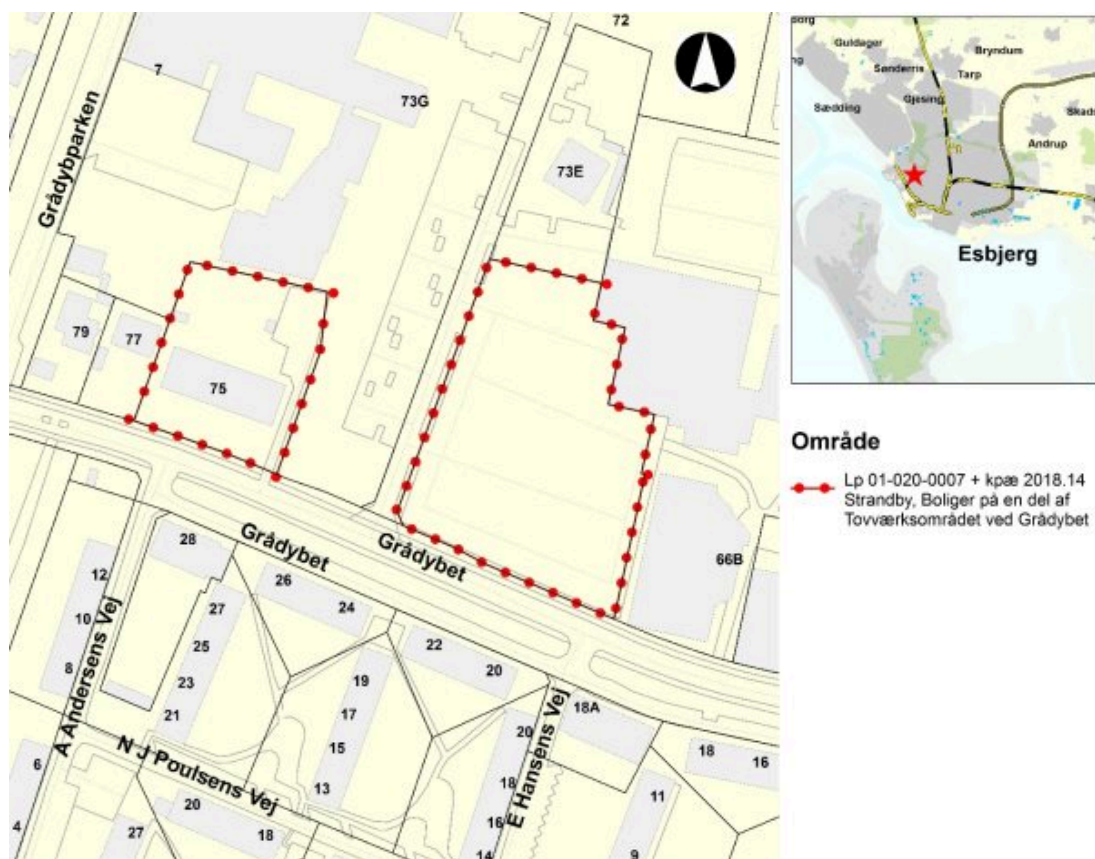 72
7
73G
73E
Grådybparken
79
77
75
Grådybet
Grådybet
66B
28
26
24
22
20
12
10
8
A Andersens Vej
27
25
23
21
19
17
15
13
N J Poulsens Vej
20
18
27
6
4
E Hansens Vej
18A
20
18
16
14
18
16
11
9
Guldager
Bryndum
Sønderris
Tarp
Gjesing
Sædding
Skads
Andrup
Esbjerg
Område
Lp 01-020-0007 + kpæ 2018.14
Strandby, Boliger på en del af
Tovværksområdet ved Grådybet